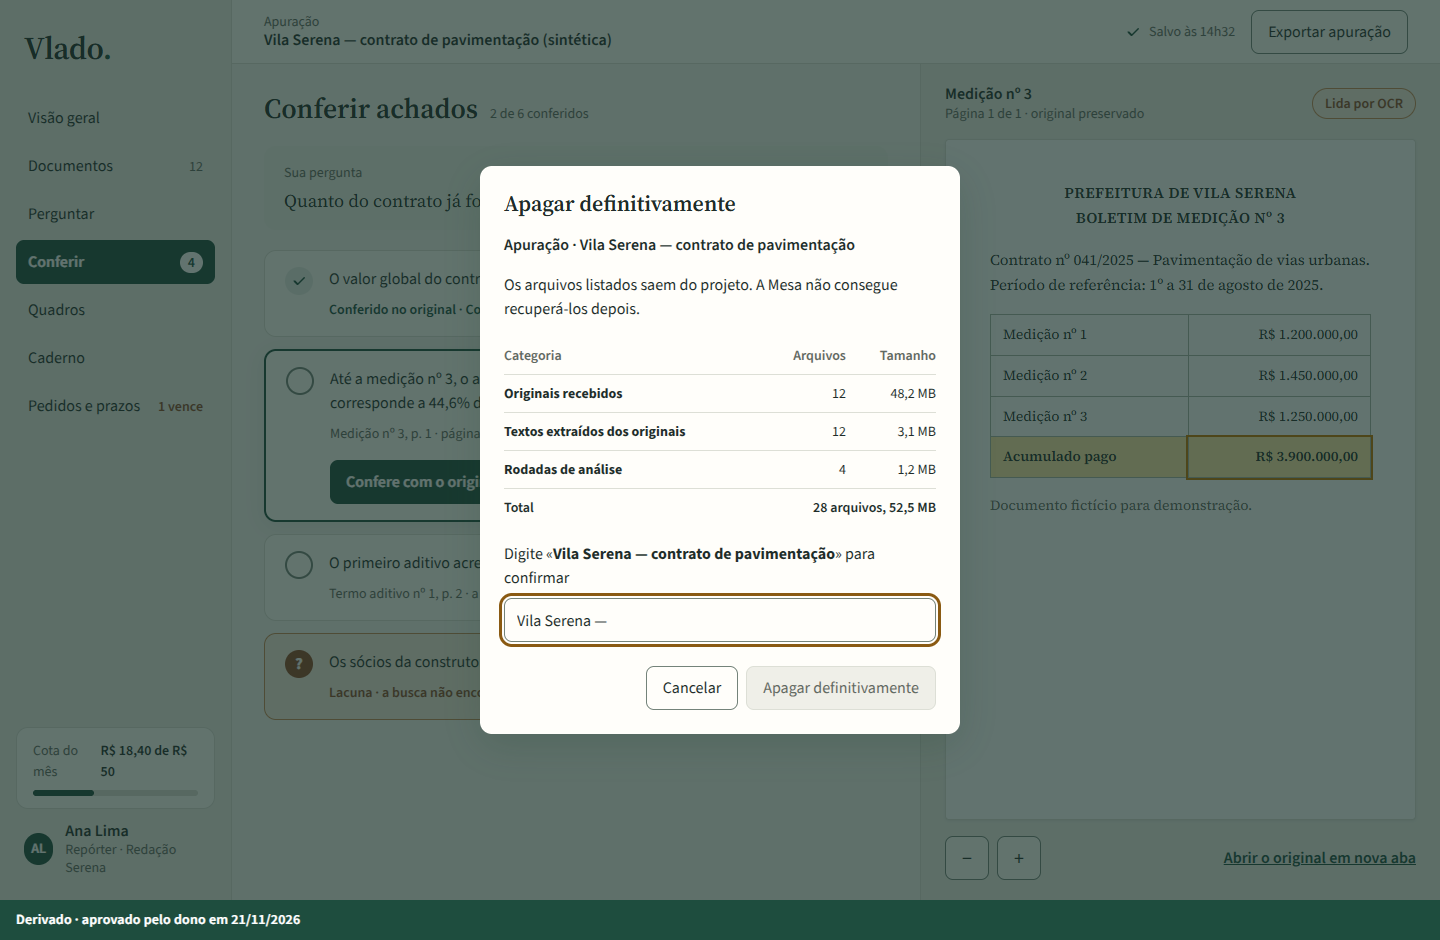 Vlado.
Visão geral
Documentos 12
Perguntar
Conferir 4
Quadros
Caderno
Pedidos e prazos 1 vence
Cota do mês
R$ 18,40 de R$ 50
AL
Ana Lima
Repórter · Redação
Serena
Apuração
Vila Serena — contrato de pavimentação (sintética)
Salvo às 14h32
Exportar apuração
Conferir achados 2 de 6 conferidos
Sua pergunta
Quanto do contrato já fo
O valor global do contr
Conferido no original · Co
Até a medição nº 3, o a
corresponde a 44,6% d
Medição nº 3, p. 1 · página
Confere com o origi
O primeiro aditivo acre
Termo aditivo nº 1, p. 2 · a
?
Os sócios da construto
Lacuna · a busca não enco
Apagar definitivamente
Apuração · Vila Serena — contrato de pavimentação
Os arquivos listados saem do projeto. A Mesa não consegue
recuperá-los depois.
Categoria Arquivos Tamanho
Originais recebidos 12 48,2 MB
Textos extraídos dos originais 12 3,1 MB
Rodadas de análise 4 1,2 MB
Total 28 arquivos, 52,5 MB
Digite «Vila Serena — contrato de pavimentação» para
confirmar
Vila Serena —
Cancelar
Apagar definitivamente
Medição nº 3
Página 1 de 1 · original preservado
Lida por OCR
PREFEITURA DE VILA SERENA
BOLETIM DE MEDIÇÃO Nº 3
Contrato nº 041/2025 — Pavimentação de vias urbanas.
Período de referência: 1º a 31 de agosto de 2025.
Medição nº 1 R$ 1.200.000,00
Medição nº 2 R$ 1.450.000,00
Medição nº 3 R$ 1.250.000,00
Acumulado pago R$ 3.900.000,00
Documento fictício para demonstração.
− +
Abrir o original em nova aba
Derivado · aprovado pelo dono em 21/11/2026